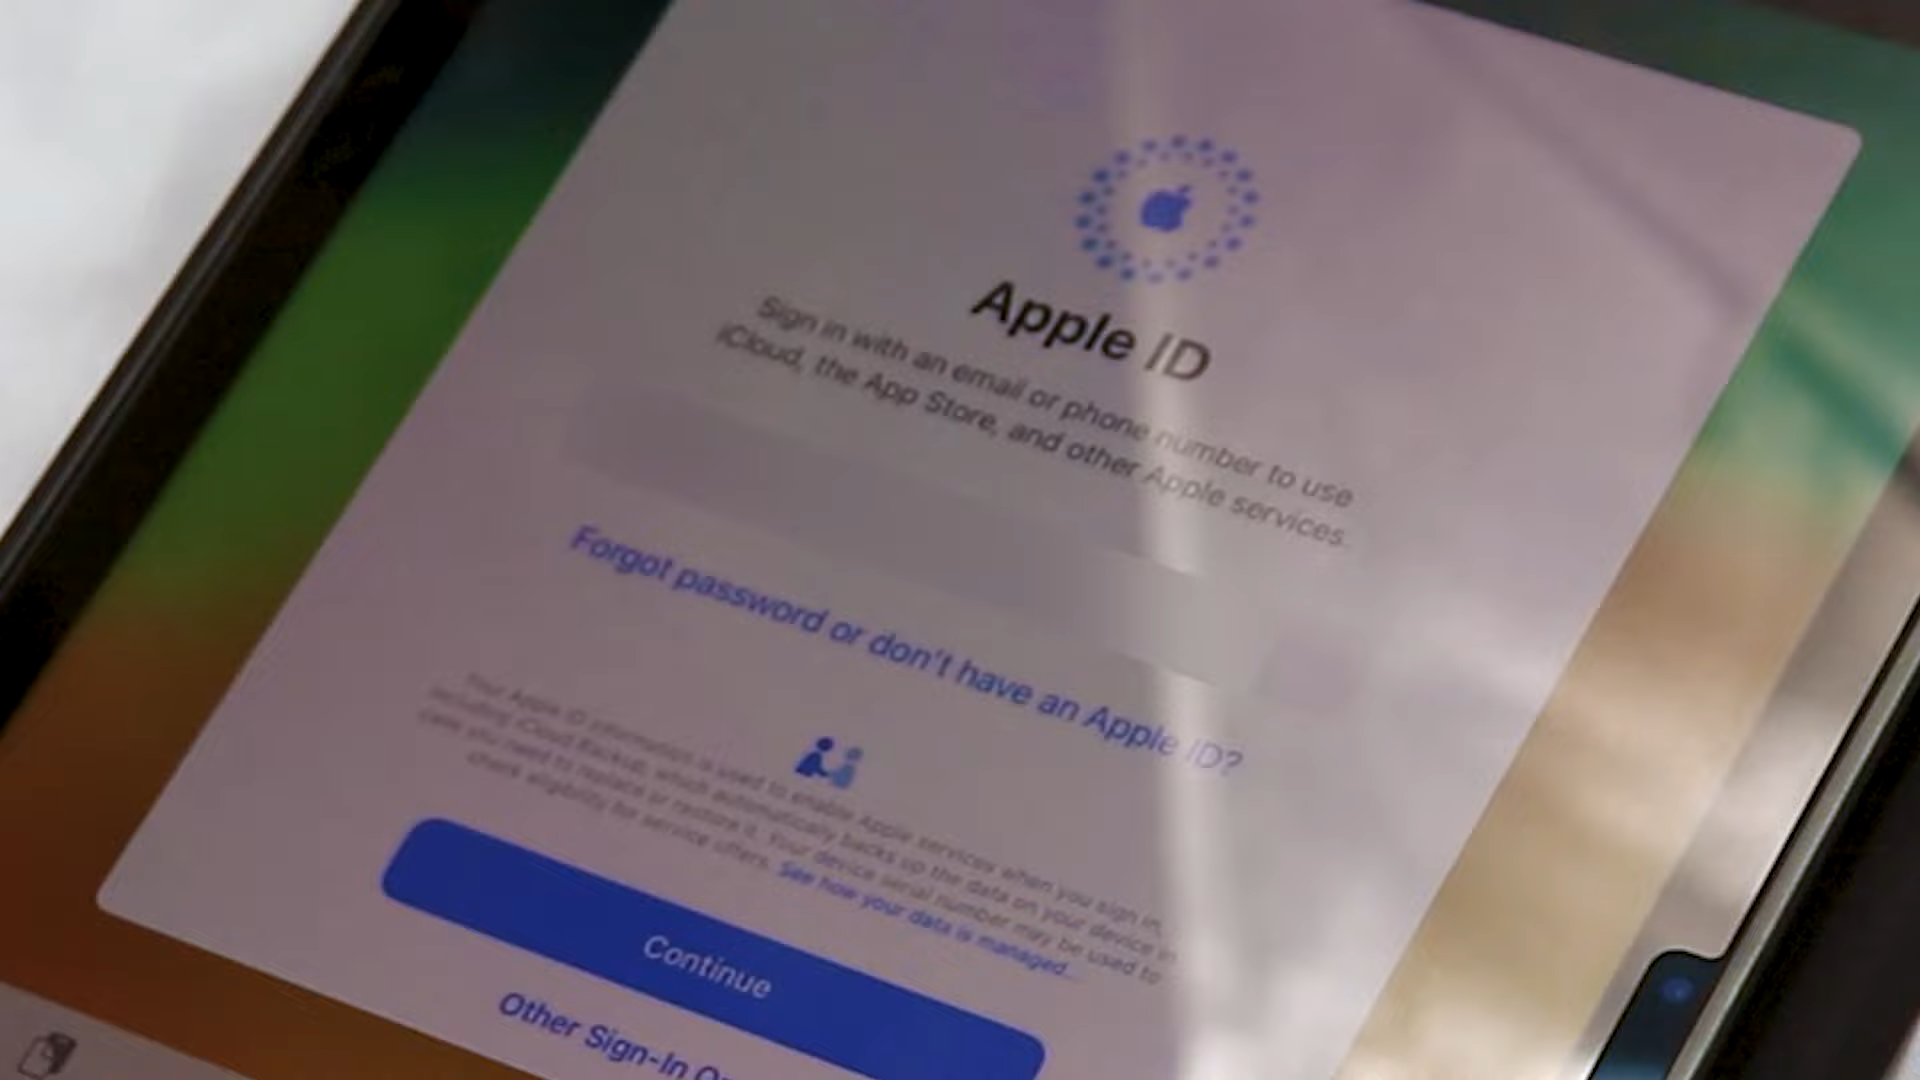 Apple ID
Sign in with an email or phone number to use
iCloud, the App Store, and other Apple services.
Forgot password or don't have an Apple ID?
Your Apple ID information is used to enable Apple services when you sign in,
including iCloud Backup, which automatically backs up the data on your device in
case you need to replace or restore it. Your device serial number may be used to
check eligibility for service offers. See how your data is managed...
Continue
Other Sign-In